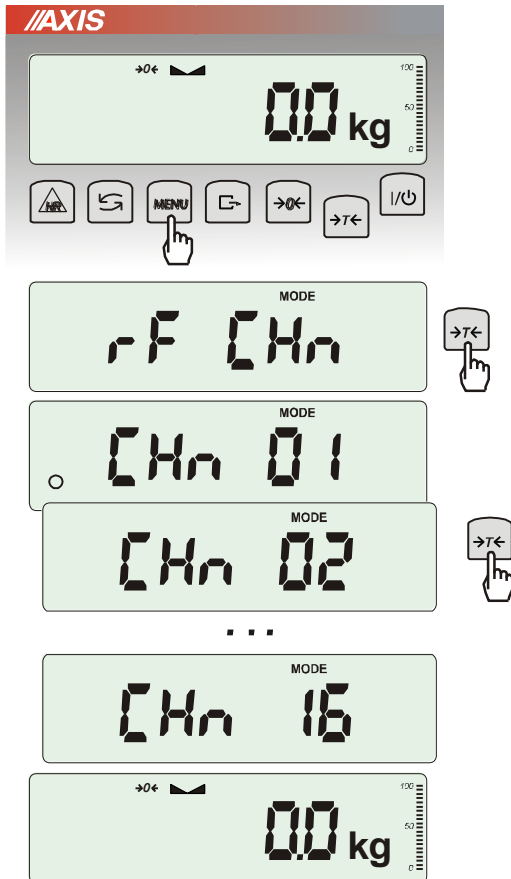 //AXIS
→0← 100
50
0.0 kg
0
HR MENU →0← →T← I/⏻
MODE
rF CHn →T←
MODE
CHn 01
MODE
CHn 02 →T←
...
MODE
CHn 16
→0← 100
50
0.0 kg
0